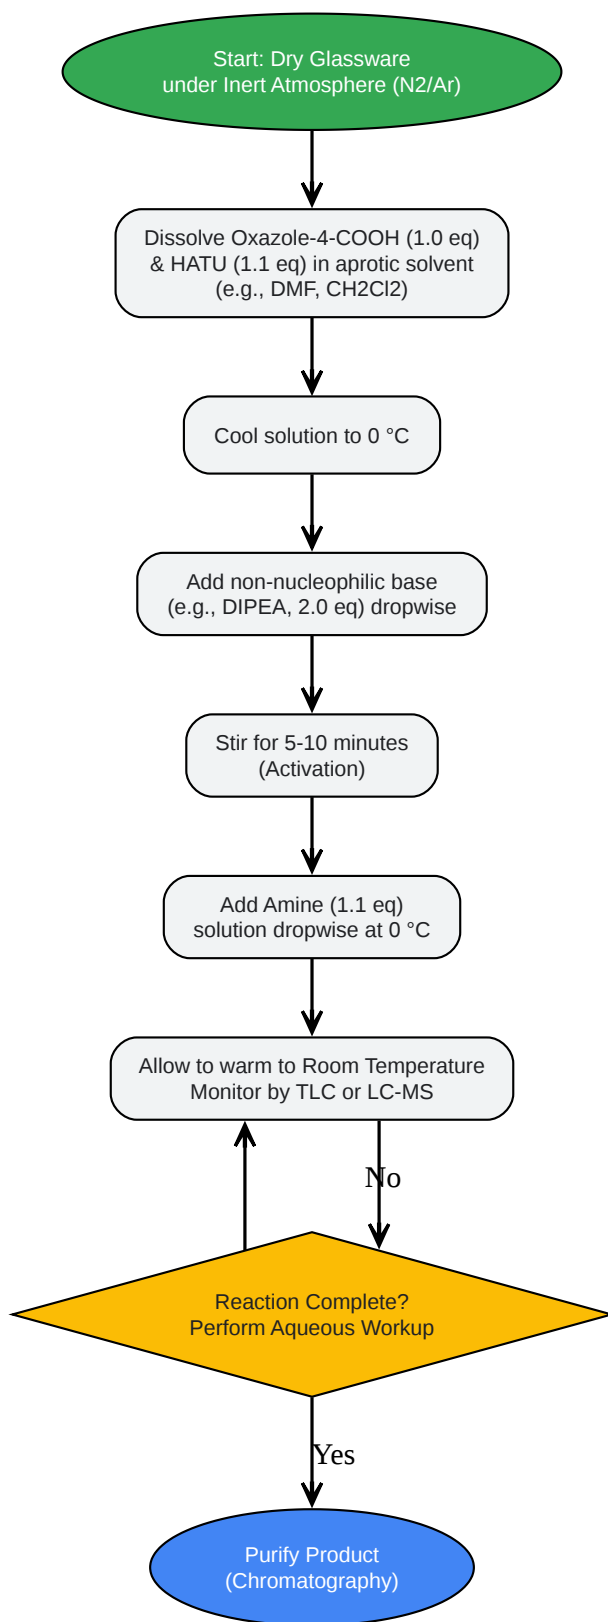 Start: Dry Glassware
under Inert Atmosphere (N2/Ar)
Dissolve Oxazole-4-COOH (1.0 eq)
& HATU (1.1 eq) in aprotic solvent
(e.g., DMF, CH2Cl2)
Cool solution to 0 °C
Add non-nucleophilic base
(e.g., DIPEA, 2.0 eq) dropwise
Stir for 5-10 minutes
(Activation)
Add Amine (1.1 eq)
solution dropwise at 0 °C
Allow to warm to Room Temperature
Monitor by TLC or LC-MS
No
Reaction Complete?
Perform Aqueous Workup
Yes
Purify Product
(Chromatography)